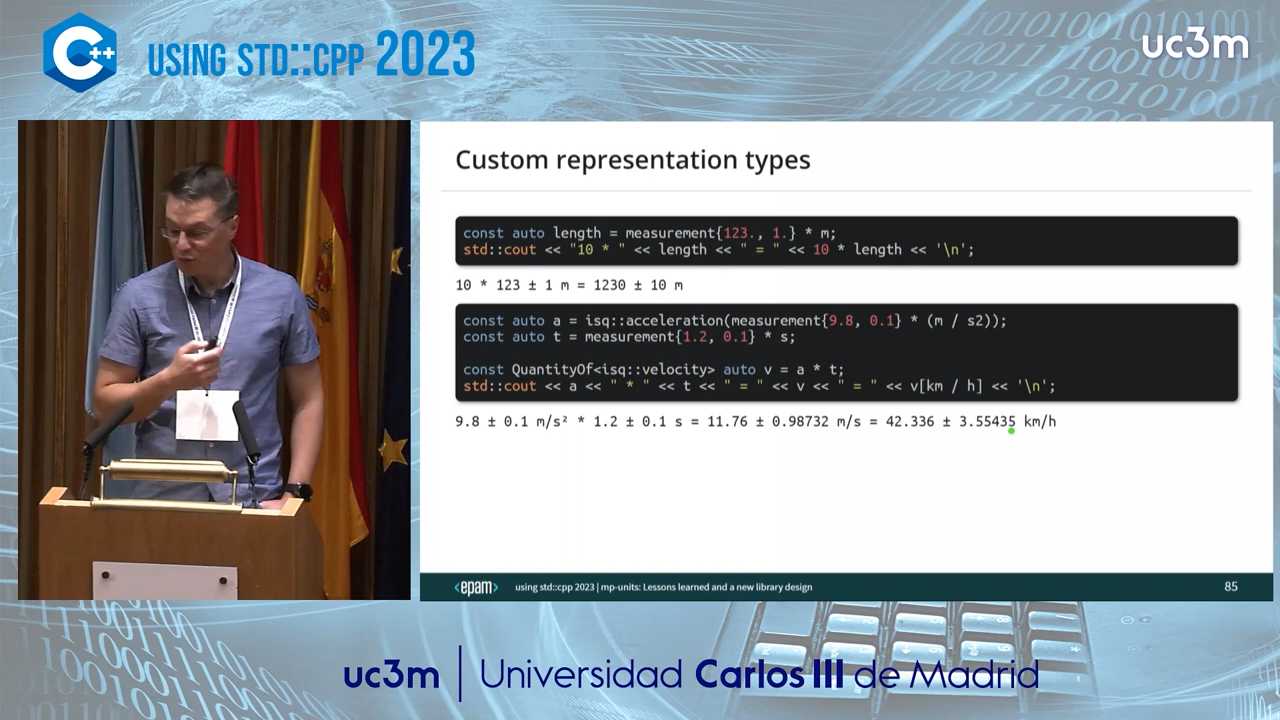 C++
USING STD::CPP 2023
uc3m
Custom representation types
const auto length = measurement{123., 1.} * m;
std::cout << "10 * " << length << " = " << 10 * length << '\n';
10 * 123 ± 1 m = 1230 ± 10 m
const auto a = isq::acceleration(measurement{9.8, 0.1} * (m / s2));
const auto t = measurement{1.2, 0.1} * s;
const QuantityOf<isq::velocity> auto v = a * t;
std::cout << a << " * " << t << " = " << v << " = " << v[km / h] << '\n';
9.8 ± 0.1 m/s² * 1.2 ± 0.1 s = 11.76 ± 0.98732 m/s = 42.336 ± 3.55435 km/h
<epam>
using std::cpp 2023 | mp-units: Lessons learned and a new library design
85
uc3m | Universidad Carlos III de Madrid